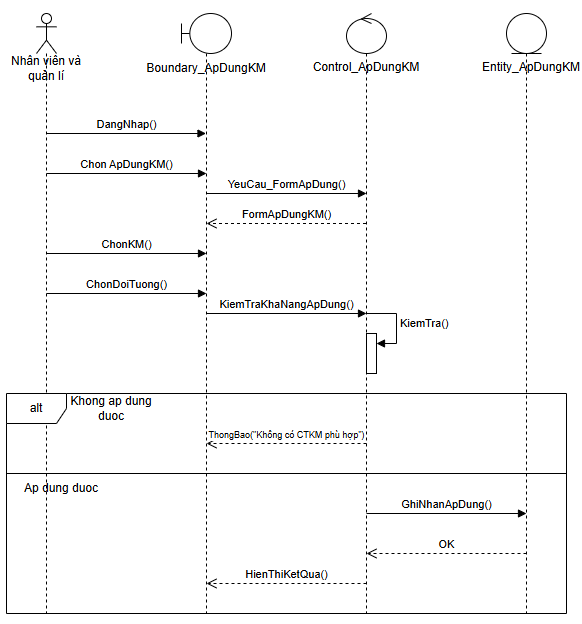 Nhân viên và
quản lí
Boundary_ApDungKM
Control_ApDungKM
Entity_ApDungKM
DangNhap()
Chon ApDungKM()
YeuCau_FormApDung()
FormApDungKM()
ChonKM()
ChonDoiTuong()
KiemTraKhaNangApDung()
KiemTra()
alt
Khong ap dung
duoc
ThongBao("Không có CTKM phù hợp")
Ap dung duoc
GhiNhanApDung()
OK
HienThiKetQua()